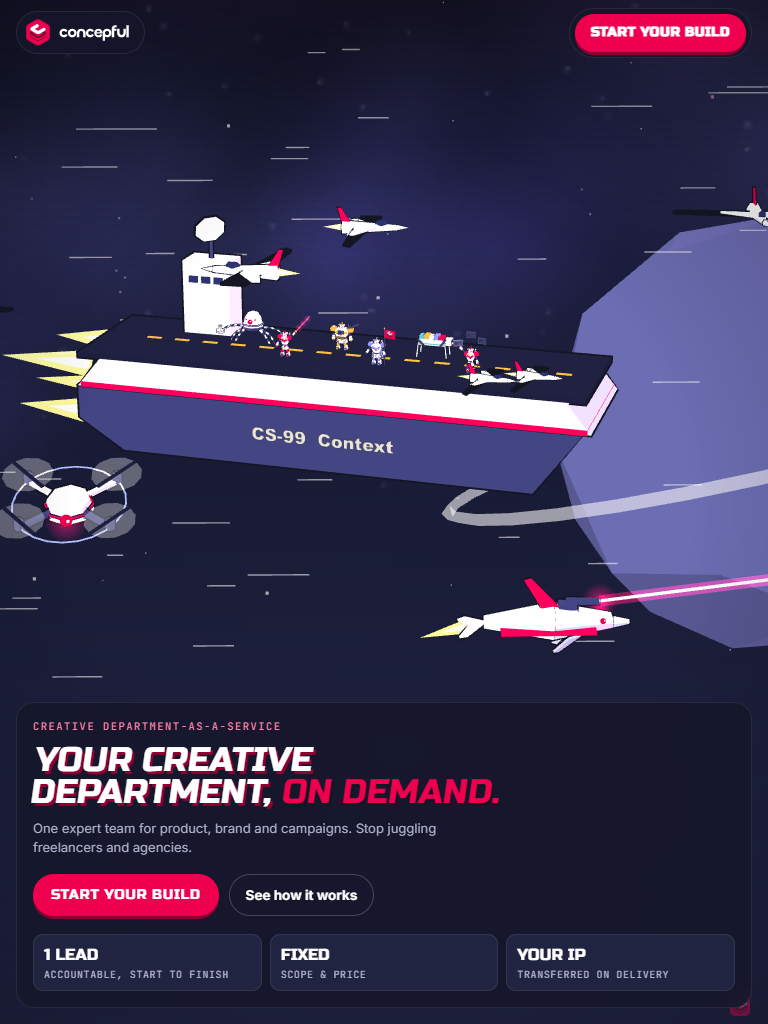 concepful
START YOUR BUILD
CS-99 Context
CREATIVE DEPARTMENT-AS-A-SERVICE
YOUR CREATIVE
DEPARTMENT, ON DEMAND.
One expert team for product, brand and campaigns. Stop juggling
freelancers and agencies.
START YOUR BUILD
See how it works
1 LEAD
ACCOUNTABLE, START TO FINISH
FIXED
SCOPE & PRICE
YOUR IP
TRANSFERRED ON DELIVERY